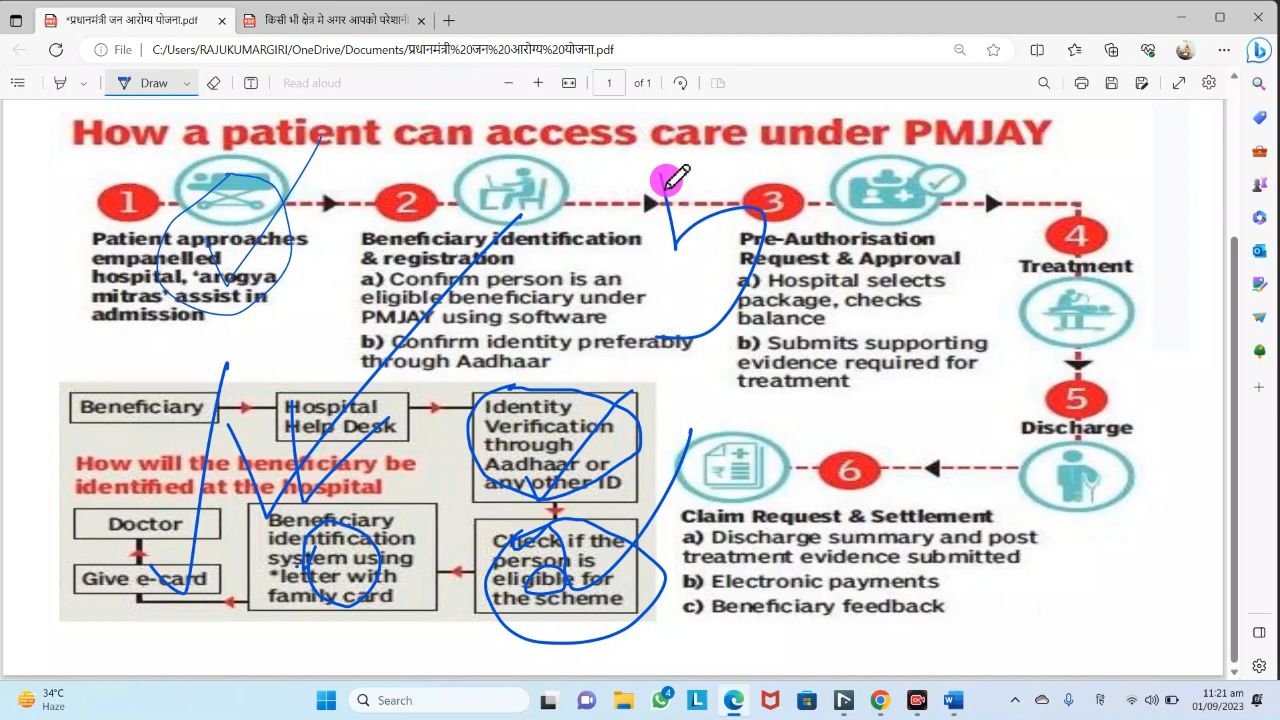 *प्रधानमंत्री जन आरोग्य योजना.pdf
किसी भी क्षेत्र मे अगर आपको परेशानी
File
C:/Users/RAJUKUMARGIRI/OneDrive/Documents/प्रधानमंत्री%20जन%20आरोग्य%20योजना.pdf
Draw
Read aloud
1
of 1
How a patient can access care under PMJAY
1
Patient approaches
empanelled
hospital, ‘arogya
mitras’ assist in
admission
2
Beneficiary identification
& registration
a) Confirm person is an
eligible beneficiary under
PMJAY using software
b) Confirm identity preferably
through Aadhaar
3
Pre-Authorisation
Request & Approval
a) Hospital selects
package, checks
balance
b) Submits supporting
evidence required for
treatment
4
Treatment
5
Discharge
6
Claim Request & Settlement
a) Discharge summary and post
treatment evidence submitted
b) Electronic payments
c) Beneficiary feedback
Beneficiary
Hospital
Help Desk
Identity
Verification
through
Aadhaar or
any other ID
How will the beneficiary be
identified at the hospital
Doctor
Give e-card
Beneficiary
identification
system using
*letter with
family card
Check if the
person is
eligible for
the scheme
34°C
Haze
Search
4
11:21 am
01/09/2023